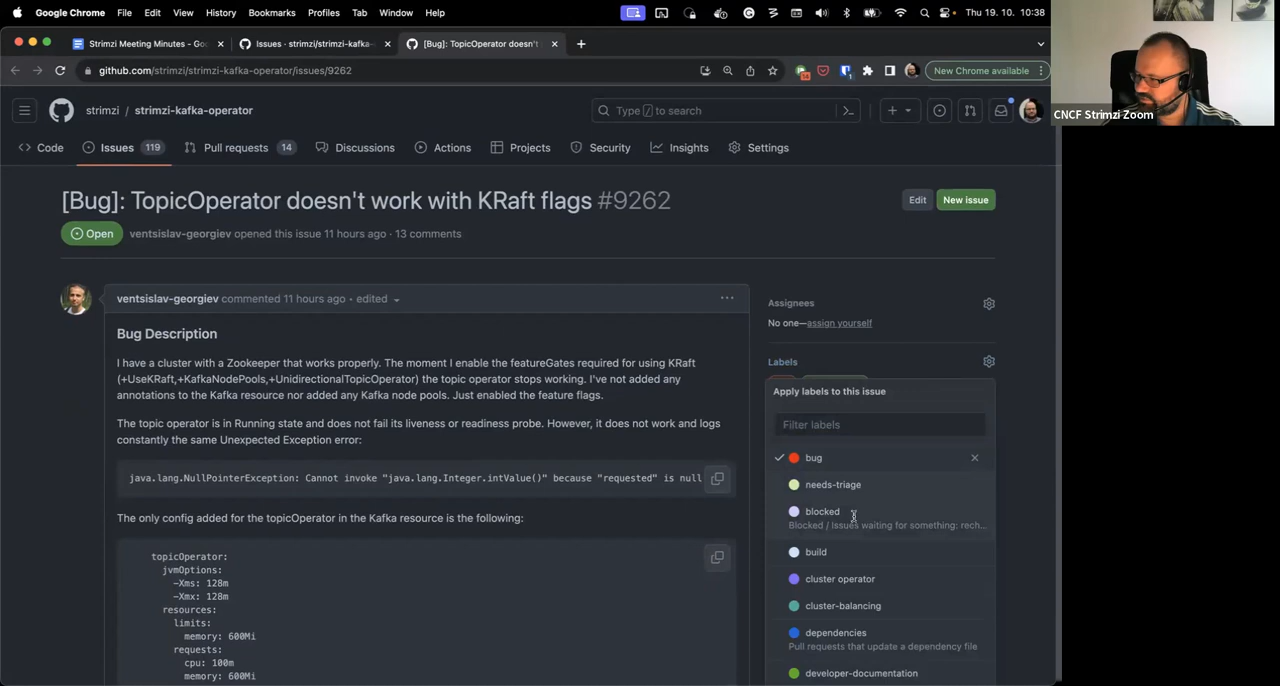 Google Chrome File Edit View History Bookmarks Profiles Tab Window Help Thu 19. 10. 10:38
Strimzi Meeting Minutes - Go
Issues · strimzi/strimzi-kafka-
[Bug]: TopicOperator doesn't
github.com/strimzi/strimzi-kafka-operator/issues/9262
New Chrome available
CNCF Strimzi Zoom
strimzi / strimzi-kafka-operator
Type / to search
Code Issues 119 Pull requests 14 Discussions Actions Projects Security Insights Settings
[Bug]: TopicOperator doesn't work with KRaft flags #9262
Edit New issue
Open ventsislav-georgiev opened this issue 11 hours ago · 13 comments
ventsislav-georgiev commented 11 hours ago • edited
Bug Description
I have a cluster with a Zookeeper that works properly. The moment I enable the featureGates required for using KRaft
(+UseKRaft,+KafkaNodePools,+UnidirectionalTopicOperator) the topic operator stops working. I've not added any
annotations to the Kafka resource nor added any Kafka node pools. Just enabled the feature flags.
The topic operator is in Running state and does not fail its liveness or readiness probe. However, it does not work and logs
constantly the same Unexpected Exception error:
java.lang.NullPointerException: Cannot invoke "java.lang.Integer.intValue()" because "requested" is null
The only config added for the topicOperator in the Kafka resource is the following:
topicOperator:
jvmOptions:
-Xms: 128m
-Xmx: 128m
resources:
limits:
memory: 600Mi
requests:
cpu: 100m
memory: 600Mi
Assignees
No one—assign yourself
Labels
Apply labels to this issue
Filter labels
bug
needs-triage
blocked
Blocked / Issues waiting for something: rech...
build
cluster operator
cluster-balancing
dependencies
Pull requests that update a dependency file
developer-documentation